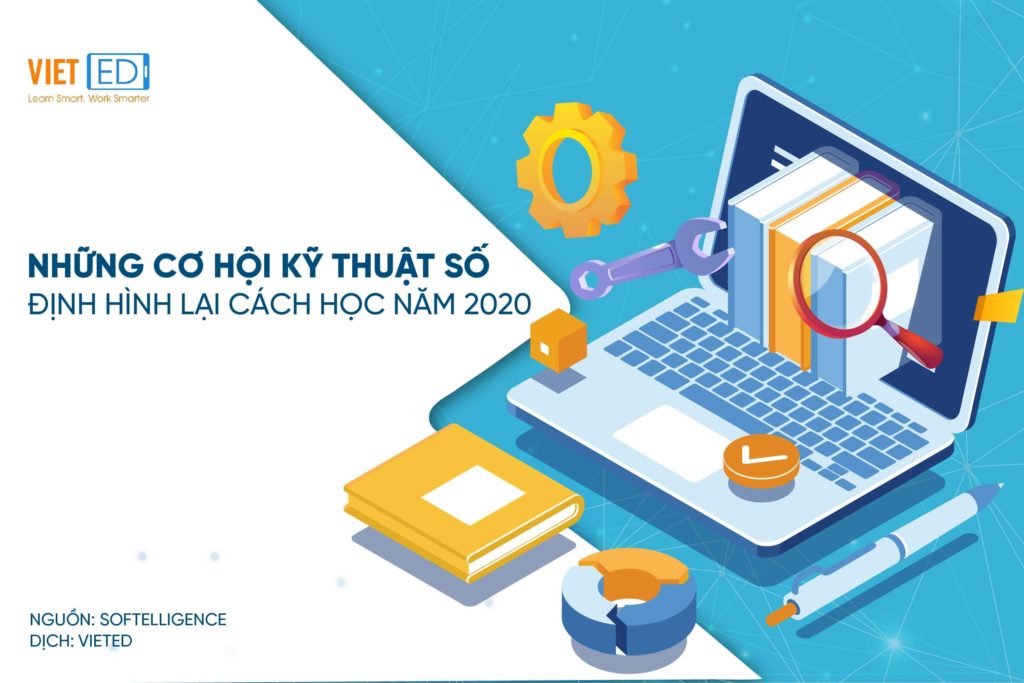 VIET ED
Learn Smart. Work Smarter
NHỮNG CƠ HỘI KỸ THUẬT SỐ
ĐỊNH HÌNH LẠI CÁCH HỌC NĂM 2020
NGUỒN: SOFTELLIGENCE
DỊCH: VIETED